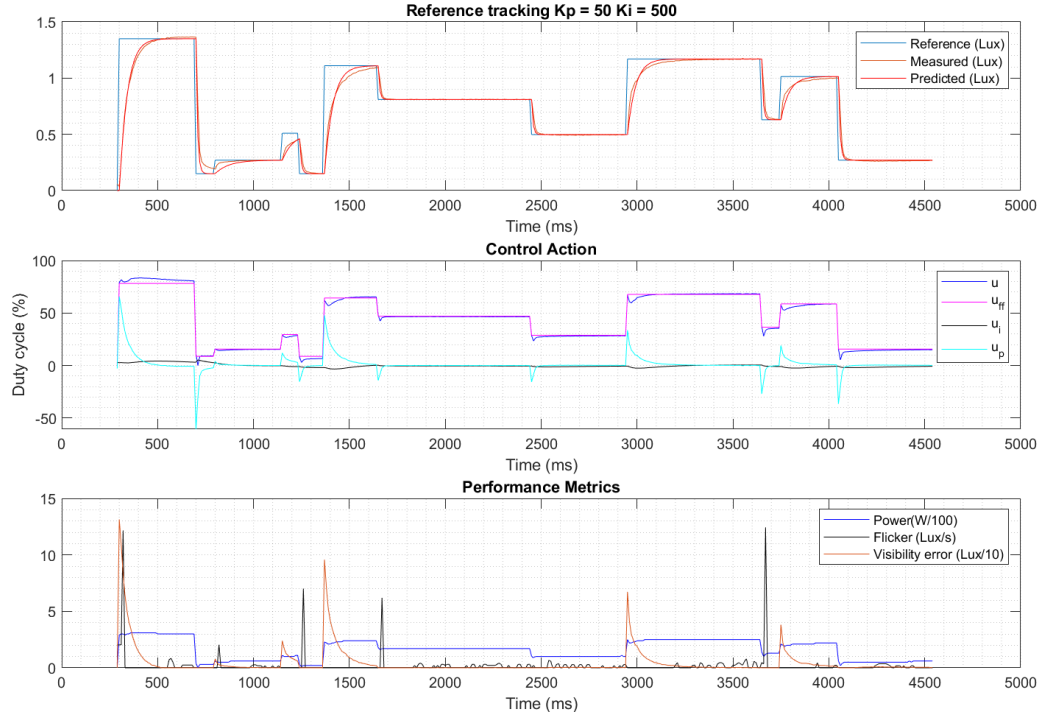 Reference tracking Kp = 50 Ki = 500
1.5
1
0.5
0
Reference (Lux)
Measured (Lux)
Predicted (Lux)
0 500 1000 1500 2000 2500 3000 3500 4000 4500 5000
Time (ms)
Control Action
Duty cycle (%)
100
50
0
-50
u
u_ff
u_i
u_p
0 500 1000 1500 2000 2500 3000 3500 4000 4500 5000
Time (ms)
Performance Metrics
15
10
5
0
Power(W/100)
Flicker (Lux/s)
Visibility error (Lux/10)
0 500 1000 1500 2000 2500 3000 3500 4000 4500 5000
Time (ms)